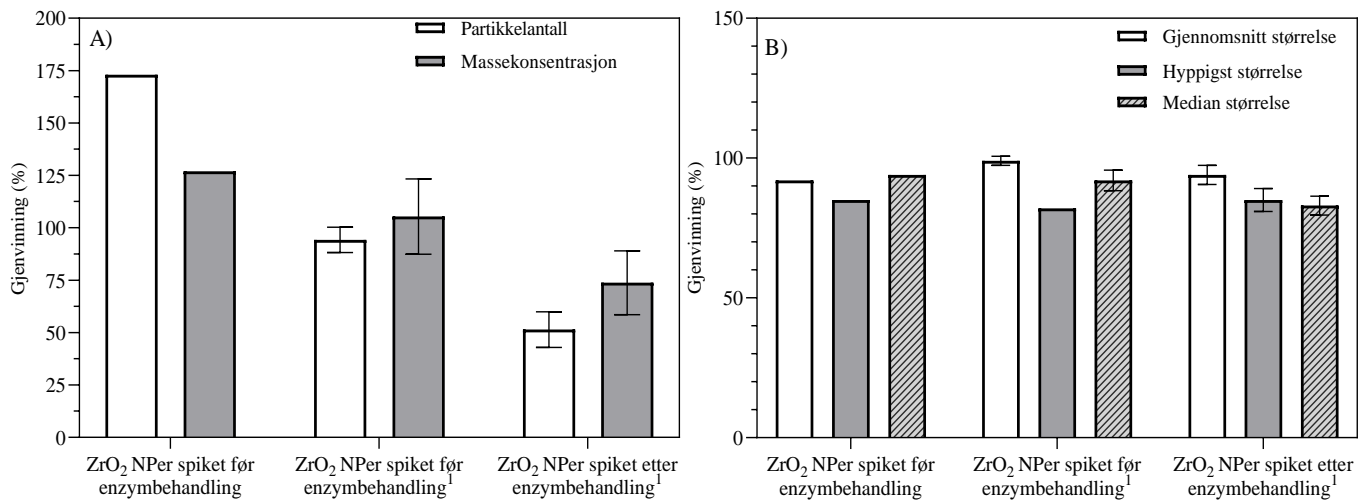 A)
Partikkelantall
Massekonsentrasjon
Gjenvinning (%)
200
175
150
125
100
75
50
25
0
ZrO₂ NPer spiket før
enzymbehandling
ZrO₂ NPer spiket før
enzymbehandling¹
ZrO₂ NPer spiket etter
enzymbehandling¹
B)
Gjennomsnitt størrelse
Hyppigst størrelse
Median størrelse
Gjenvinning (%)
150
100
50
0
ZrO₂ NPer spiket før
enzymbehandling
ZrO₂ NPer spiket før
enzymbehandling¹
ZrO₂ NPer spiket etter
enzymbehandling¹